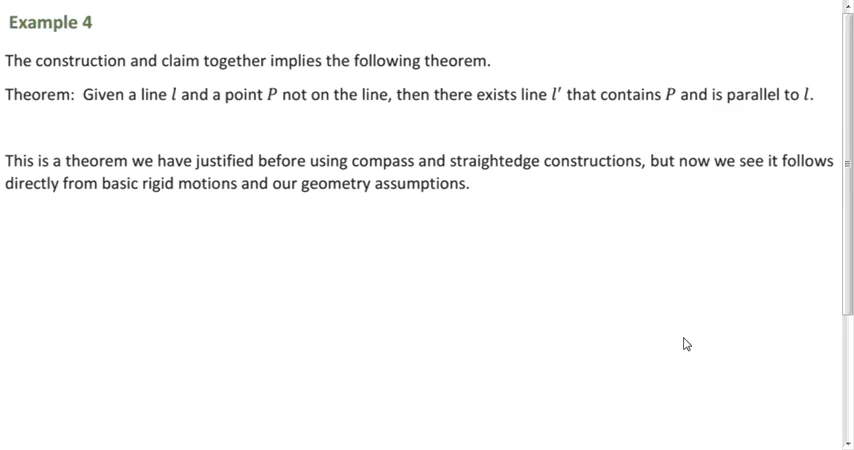 Example 4
The construction and claim together implies the following theorem.
Theorem: Given a line l and a point P not on the line, then there exists line l′ that contains P and is parallel to l.
This is a theorem we have justified before using compass and straightedge constructions, but now we see it follows
directly from basic rigid motions and our geometry assumptions.